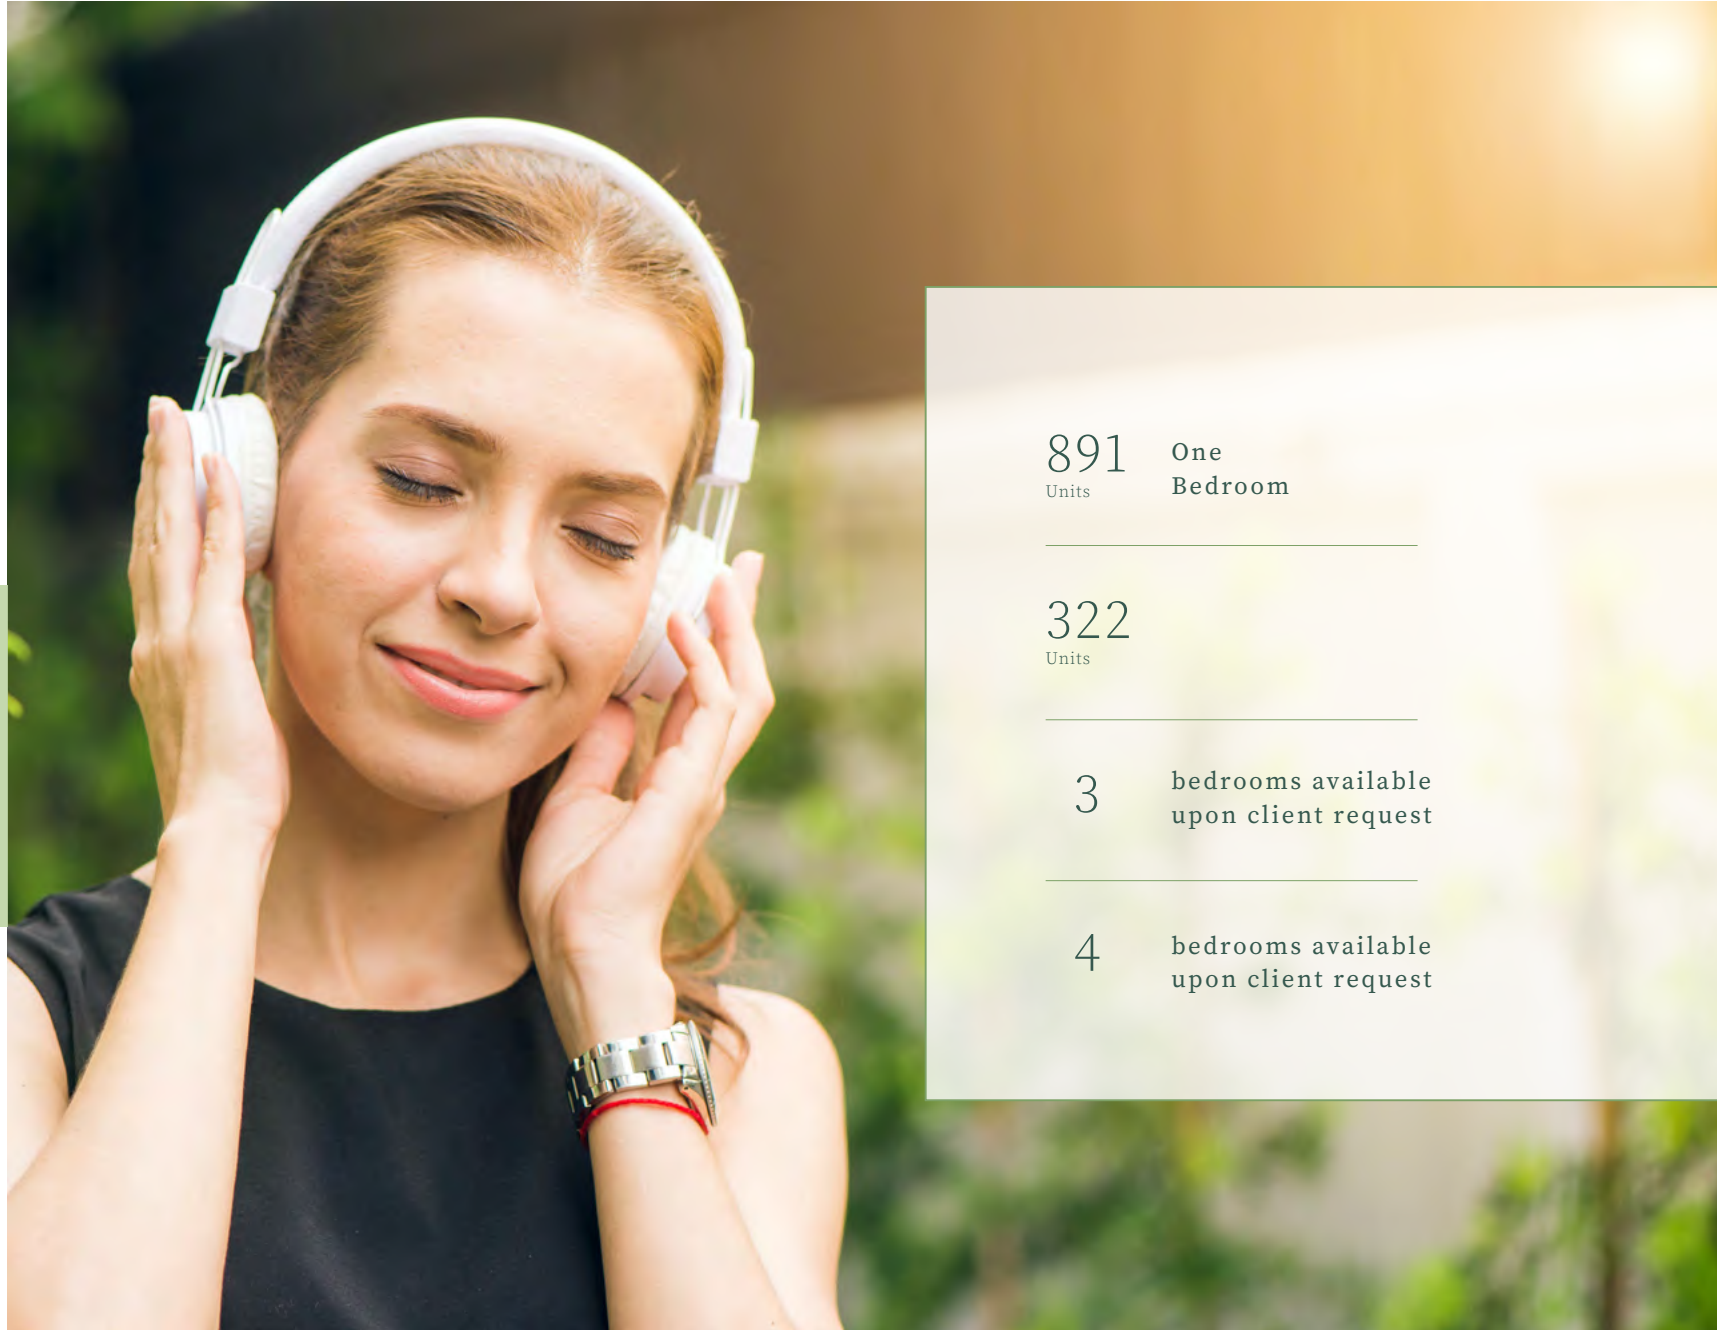 891
Units
One
Bedroom
322
Units
3
bedrooms available
upon client request
4
bedrooms available
upon client request